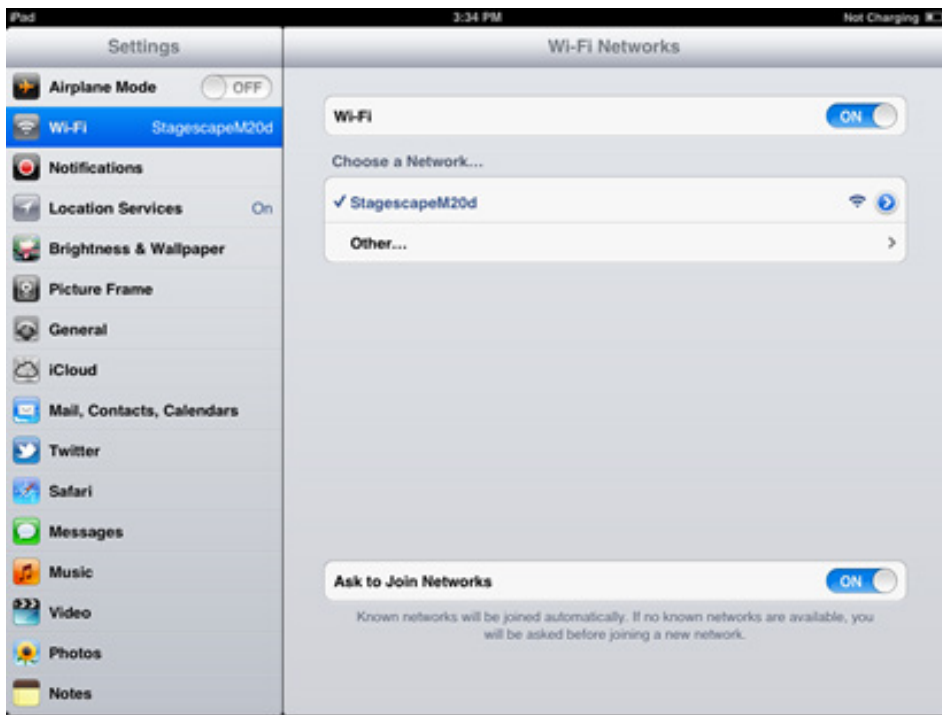 iPad 3:34 PM Not Charging
Settings
Airplane Mode OFF
Wi-Fi StagescapeM20d
Notifications
Location Services On
Brightness & Wallpaper
Picture Frame
General
iCloud
Mail, Contacts, Calendars
Twitter
Safari
Messages
Music
Video
Photos
Notes
Wi-Fi Networks
Wi-Fi ON
Choose a Network...
StagescapeM20d
Other...
Ask to Join Networks ON
Known networks will be joined automatically. If no known networks are available, you
will be asked before joining a new network.